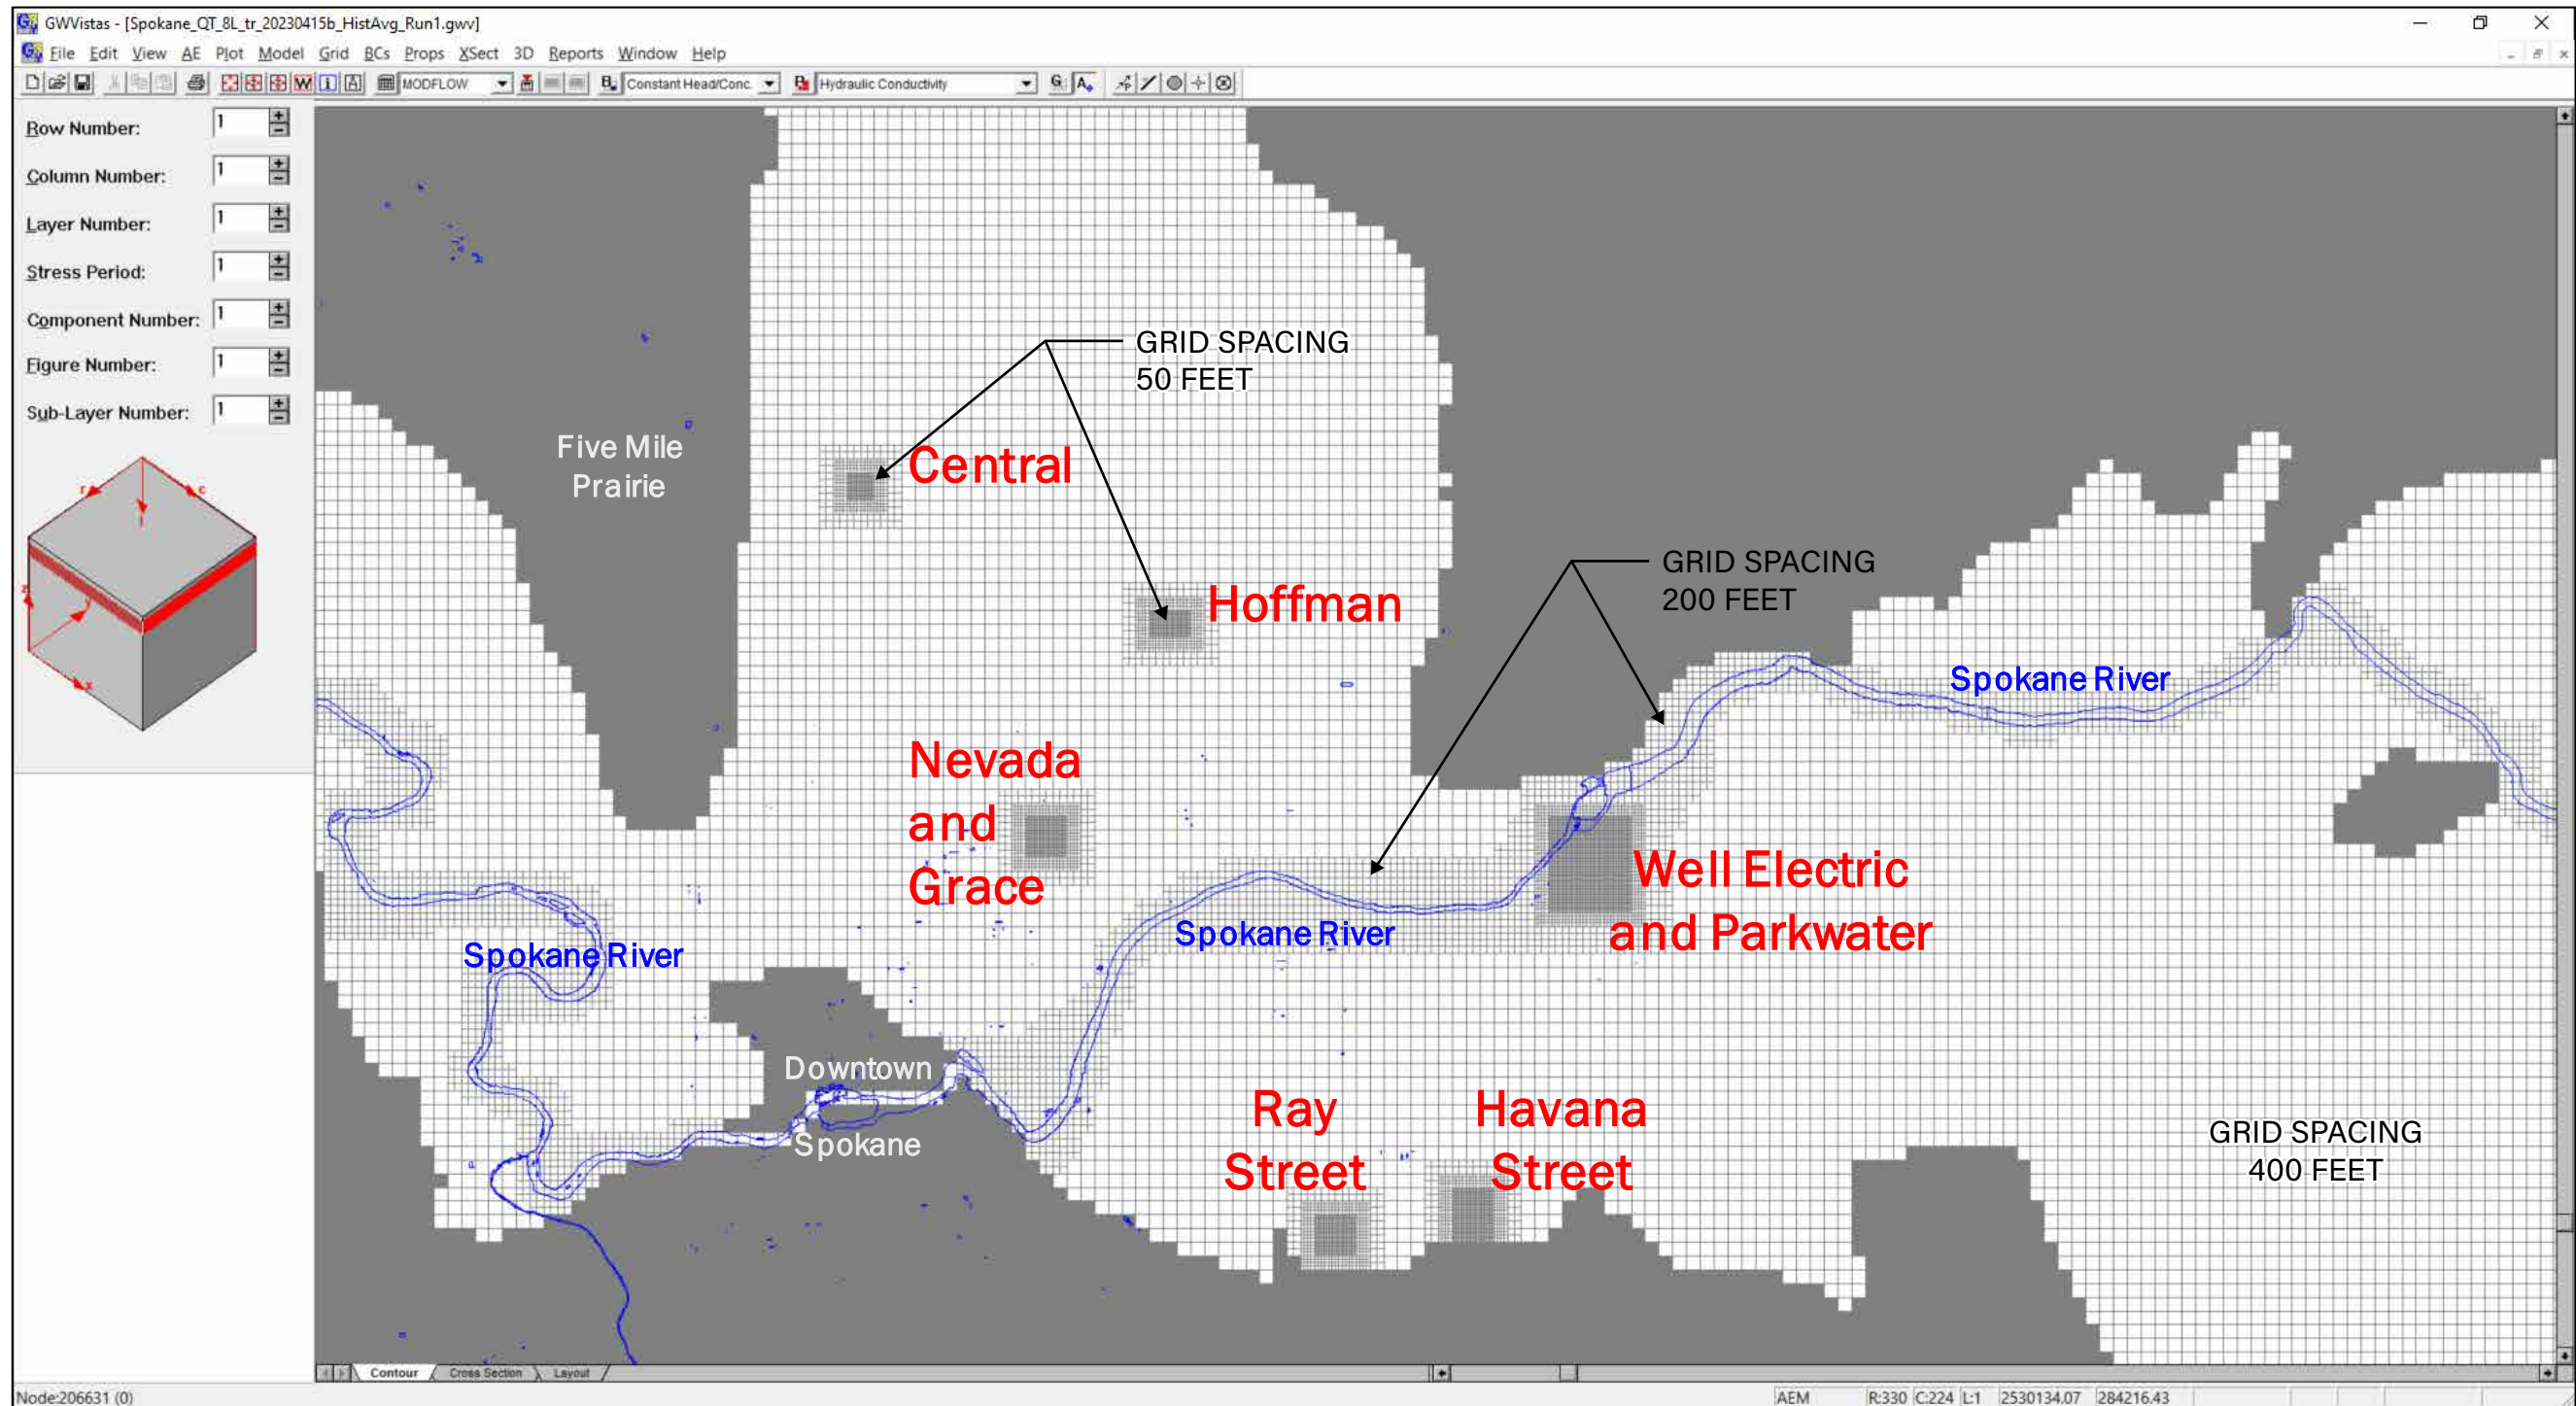 GWVistas - [Spokane_QT_8L_tr_20230415b_HistAvg_Run1.gwv]
File Edit View AE Plot Model Grid BCs Props XSect 3D Reports Window Help
MODFLOW
Constant Head/Conc.
Hydraulic Conductivity
Row Number: 1
Column Number: 1
Layer Number: 1
Stress Period: 1
Component Number: 1
Figure Number: 1
Sub-Layer Number: 1
r
c
l
z
y
x
GRID SPACING
50 FEET
Five Mile
Prairie
Central
GRID SPACING
200 FEET
Hoffman
Spokane River
Nevada
and
Grace
Well Electric
and Parkwater
Spokane River
Spokane River
Downtown
Spokane
Ray
Street
Havana
Street
GRID SPACING
400 FEET
Contour Cross Section Layout
Node:206631 (0)
AEM R:330 C:224 L:1 2530134.07 284216.43